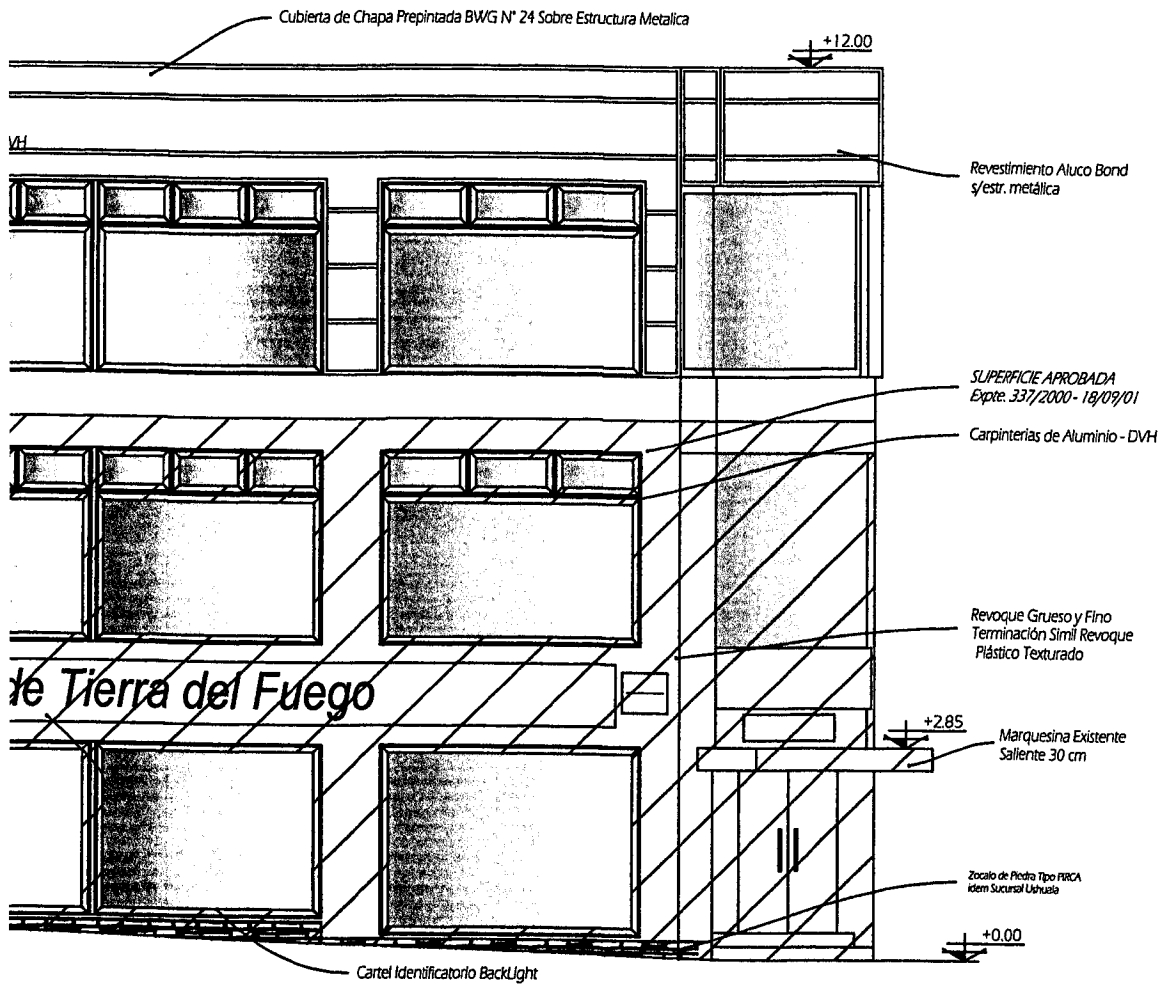 Cubierta de Chapa Prepintada BWG N° 24 Sobre Estructura Metalica
+12.00
VH
Revestimiento Aluco Bond
s/estr. metálica
SUPERFICIE APROBADA
Expte. 337/2000 - 18/09/01
Carpinterias de Aluminio - DVH
Revoque Grueso y Fino
Terminación Simil Revoque
Plástico Texturado
de Tierra del Fuego
+2.85
Marquesina Existente
Saliente 30 cm
Zocalo de Piedra Tipo PIRCA
idem Sucursal Ushuaia
+0.00
Cartel Identificatorio BackLight